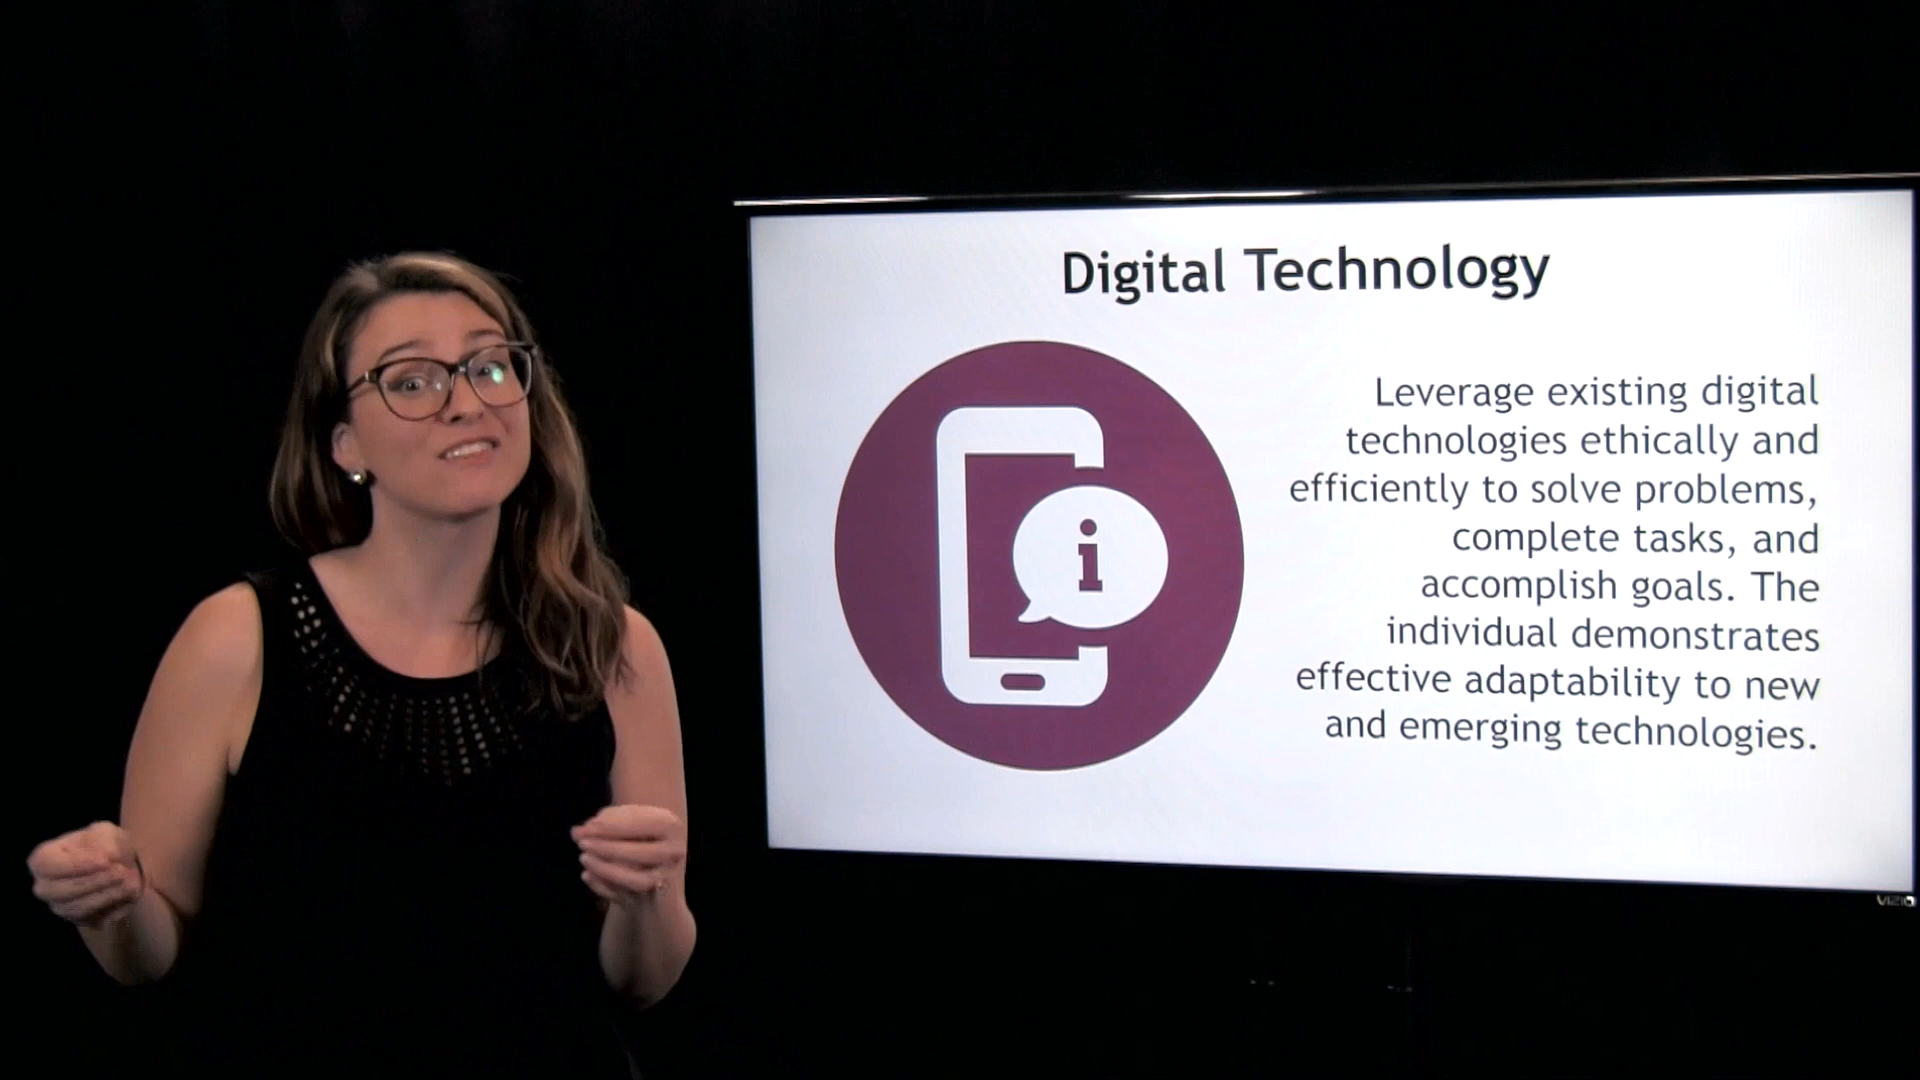 Digital Technology
i
Leverage existing digital
technologies ethically and
efficiently to solve problems,
complete tasks, and
accomplish goals. The
individual demonstrates
effective adaptability to new
and emerging technologies.
VIZIO